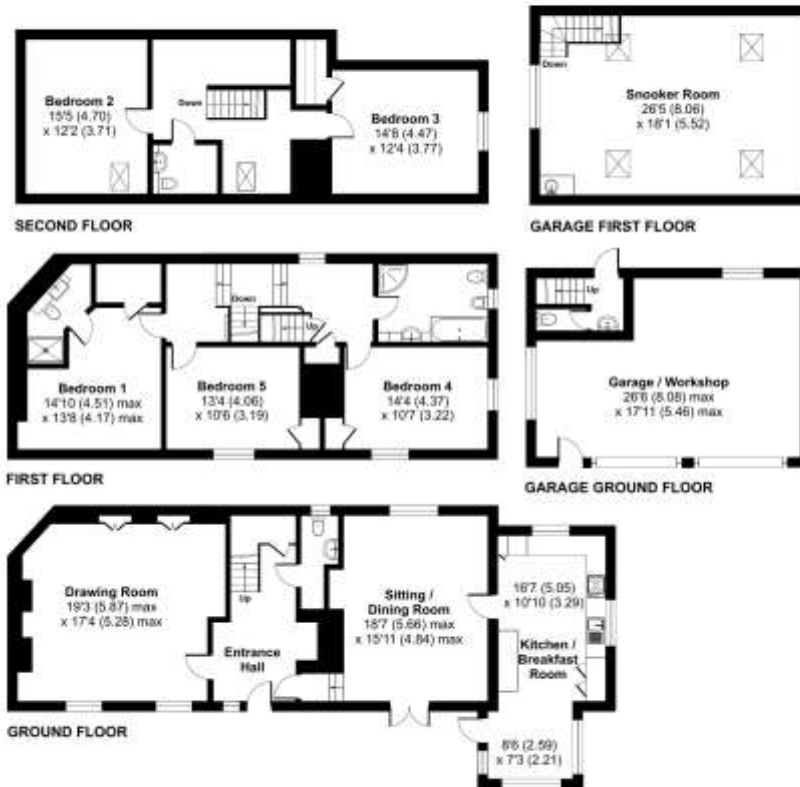 Bedroom 2
15'5 (4.70)
x 12'2 (3.71)
Down
Bedroom 3
14'8 (4.47)
x 12'4 (3.77)
SECOND FLOOR
Down
Snooker Room
26'5 (8.06)
x 18'1 (5.52)
GARAGE FIRST FLOOR
Down
Up
Bedroom 1
14'10 (4.51) max
x 13'8 (4.17) max
Bedroom 5
13'4 (4.06)
x 10'6 (3.19)
Bedroom 4
14'4 (4.37)
x 10'7 (3.22)
FIRST FLOOR
Up
Garage / Workshop
26'6 (8.08) max
x 17'11 (5.46) max
GARAGE GROUND FLOOR
Drawing Room
19'3 (5.87) max
x 17'4 (5.28) max
Up
Entrance
Hall
Sitting /
Dining Room
18'7 (5.66) max
x 15'11 (4.84) max
16'7 (5.05)
x 10'10 (3.29)
Kitchen /
Breakfast
Room
8'6 (2.59)
x 7'3 (2.21)
GROUND FLOOR